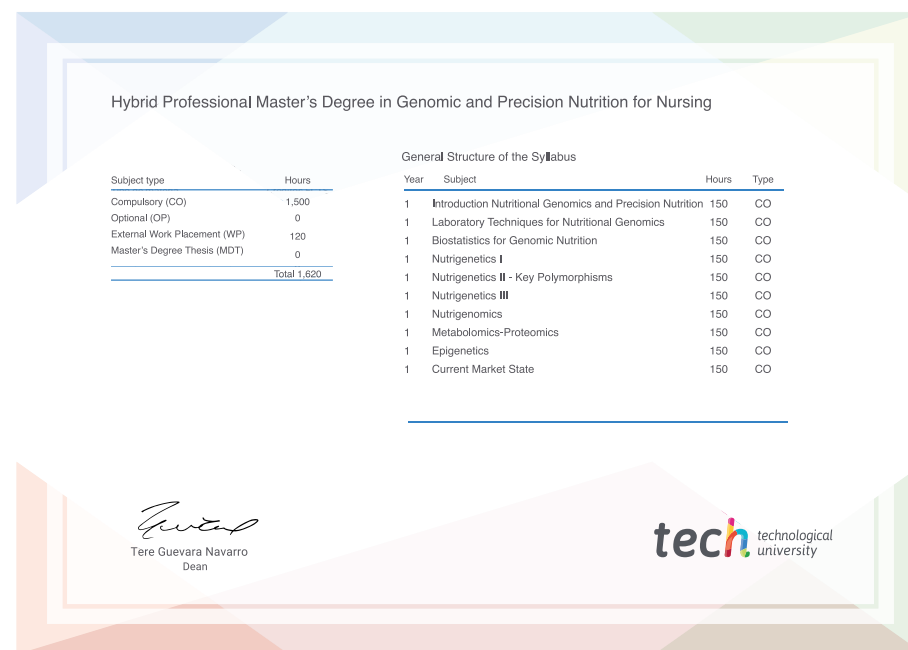 Hybrid Professional Master's Degree in Genomic and Precision Nutrition for Nursing
Subject type Hours
Compulsory (CO) 1,500
Optional (OP) 0
External Work Placement (WP) 120
Master's Degree Thesis (MDT) 0
Total 1,620
General Structure of the Syllabus
Year Subject Hours Type
1 Introduction Nutritional Genomics and Precision Nutrition 150 CO
1 Laboratory Techniques for Nutritional Genomics 150 CO
1 Biostatistics for Genomic Nutrition 150 CO
1 Nutrigenetics I 150 CO
1 Nutrigenetics II - Key Polymorphisms 150 CO
1 Nutrigenetics III 150 CO
1 Nutrigenomics 150 CO
1 Metabolomics-Proteomics 150 CO
1 Epigenetics 150 CO
1 Current Market State 150 CO
Tere Guevara Navarro
Dean
tech technological
university